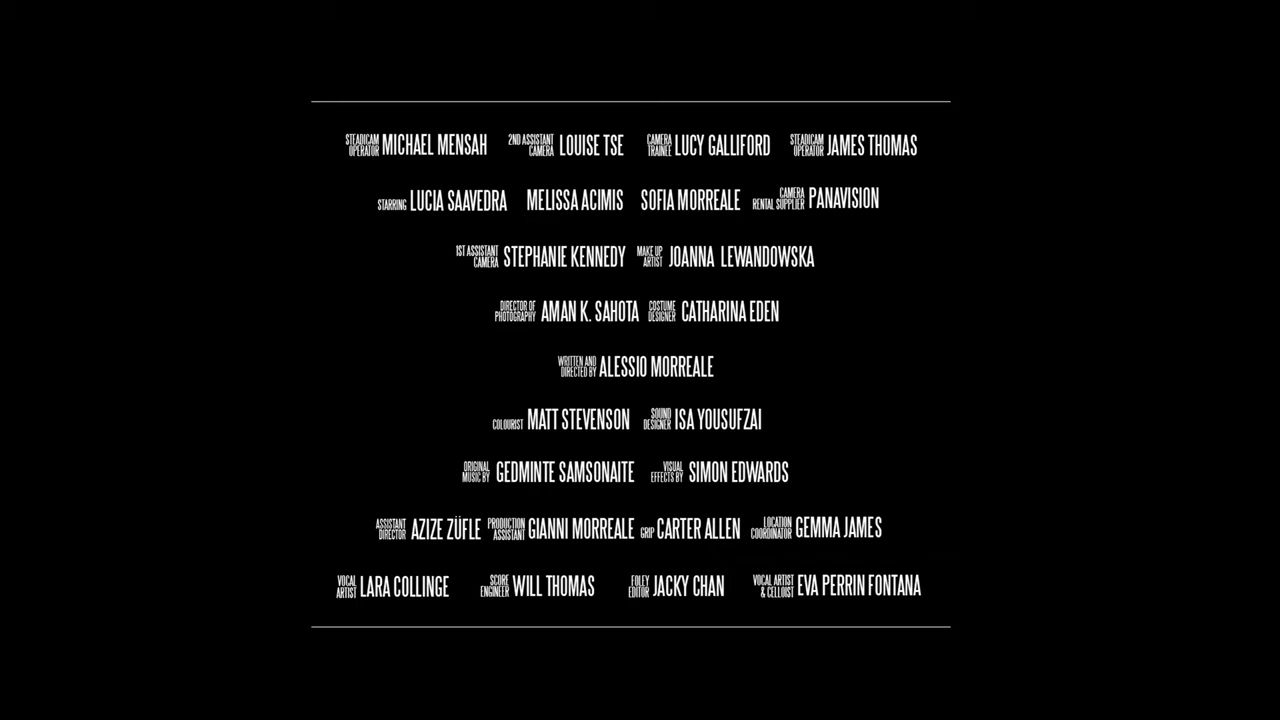 STEADICAM OPERATOR MICHAEL MENSAH 2ND ASSISTANT CAMERA LOUISE TSE CAMERA TRAINEE LUCY GALLIFORD STEADICAM OPERATOR JAMES THOMAS
STARRING LUCIA SAAVEDRA MELISSA ACIMIS SOFIA MORREALE CAMERA RENTAL SUPPLIER PANAVISION
1ST ASSISTANT CAMERA STEPHANIE KENNEDY MAKE UP ARTIST JOANNA LEWANDOWSKA
DIRECTOR OF PHOTOGRAPHY AMAN K. SAHOTA COSTUME DESIGNER CATHARINA EDEN
WRITTEN AND DIRECTED BY ALESSIO MORREALE
COLOURIST MATT STEVENSON SOUND DESIGNER ISA YOUSUFZAI
ORIGINAL MUSIC BY GEDMINTE SAMSONAITE VISUAL EFFECTS BY SIMON EDWARDS
ASSISTANT DIRECTOR AZIZE ZÜFLE PRODUCTION ASSISTANT GIANNI MORREALE GRIP CARTER ALLEN LOCATION COORDINATOR GEMMA JAMES
VOCAL ARTIST LARA COLLINGE SCORE ENGINEER WILL THOMAS FOLEY EDITOR JACKY CHAN VOCAL ARTIST & CELLOIST EVA PERRIN FONTANA